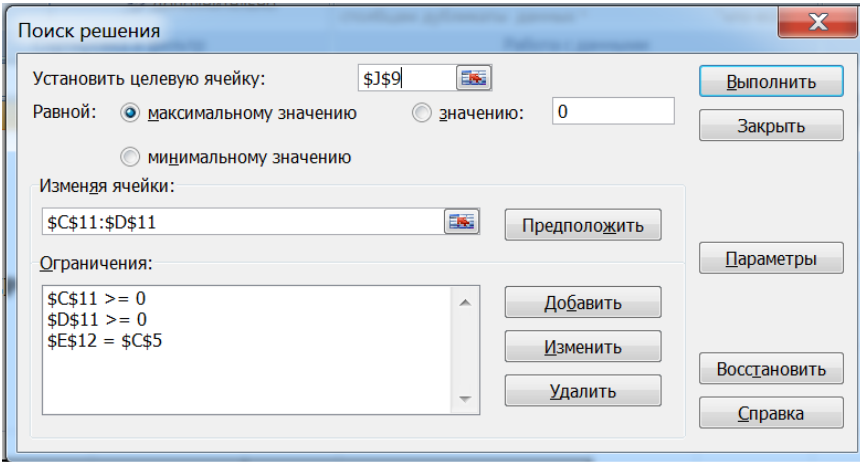 Поиск решения
Установить целевую ячейку: $J$9
Выполнить
Равной: максимальному значению значению: 0
Закрыть
минимальному значению
Изменяя ячейки:
$C$11:$D$11
Предположить
Параметры
Ограничения:
$C$11 >= 0
$D$11 >= 0
$E$12 = $C$5
Добавить
Изменить
Удалить
Восстановить
Справка